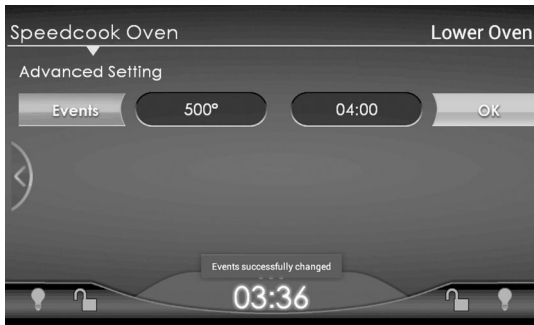 Speedcook Oven
Lower Oven
Advanced Setting
Events
500°
04:00
OK
Events successfully changed
03:36